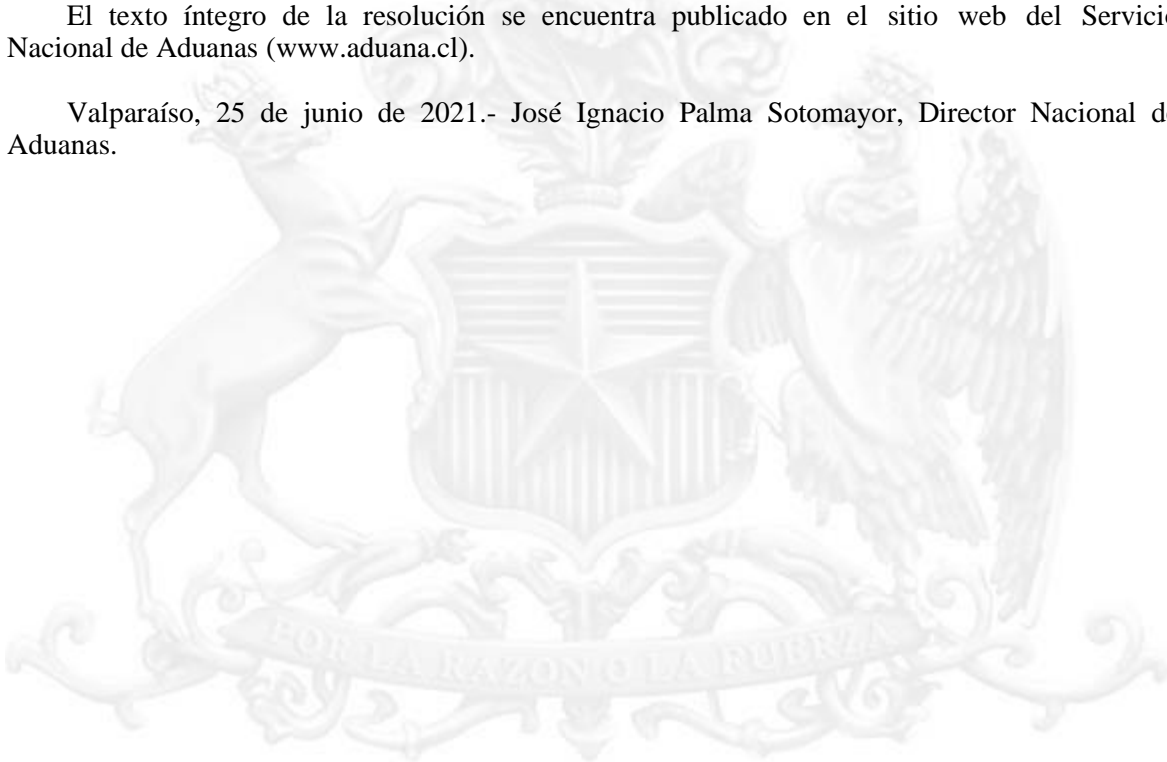 El texto íntegro de la resolución se encuentra publicado en el sitio web del Servicio
Nacional de Aduanas (www.aduana.cl).
Valparaíso, 25 de junio de 2021.- José Ignacio Palma Sotomayor, Director Nacional de
Aduanas.
POR LA RAZON O LA FUERZA